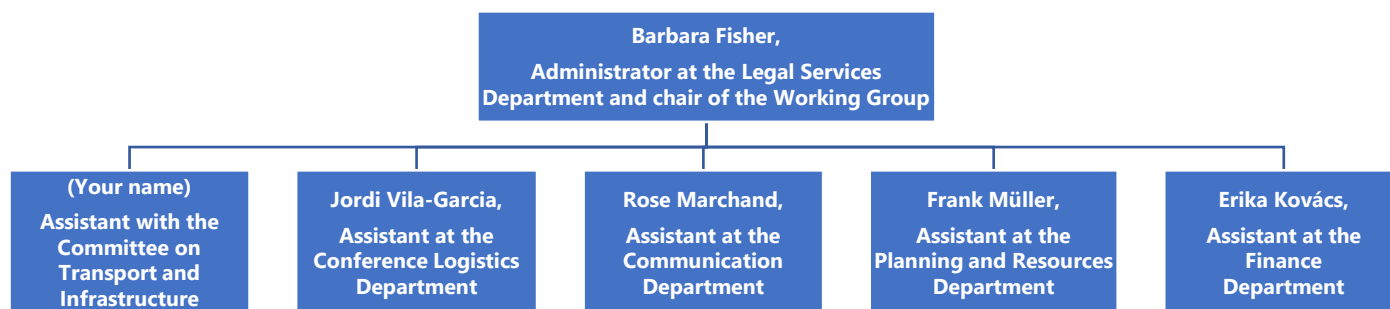 Barbara Fisher,
Administrator at the Legal Services
Department and chair of the Working Group
(Your name)
Assistant with the
Committee on
Transport and
Infrastructure
Jordi Vila-Garcia,
Assistant at the
Conference Logistics
Department
Rose Marchand,
Assistant at the
Communication
Department
Frank Müller,
Assistant at the
Planning and Resources
Department
Erika Kovács,
Assistant at the
Finance
Department